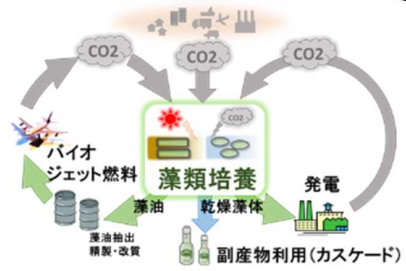 CO2
CO2
CO2
CO2
バイオ
ジェット燃料
藻類培養
発電
藻油
乾燥藻体
藻油抽出
精製・改質
副産物利用（カスケード）